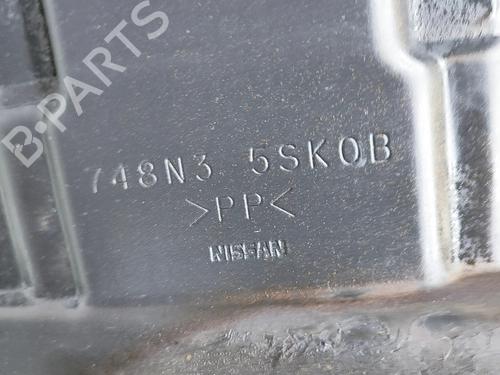 B-PARTS
748N3 5SK0B
>PP<
NISSAN